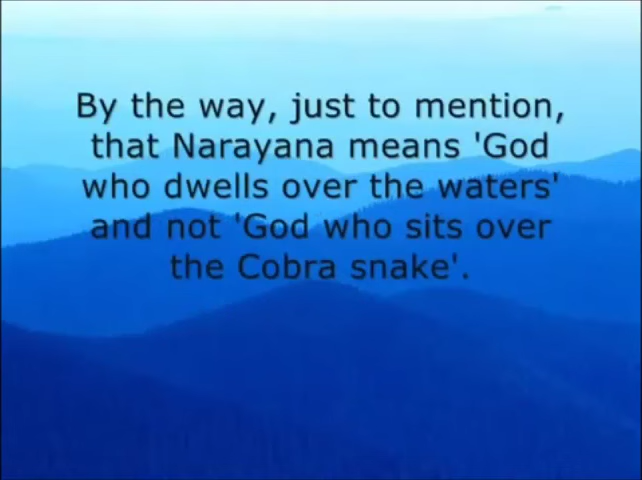 By the way, just to mention,
that Narayana means 'God
who dwells over the waters'
and not 'God who sits over
the Cobra snake'.